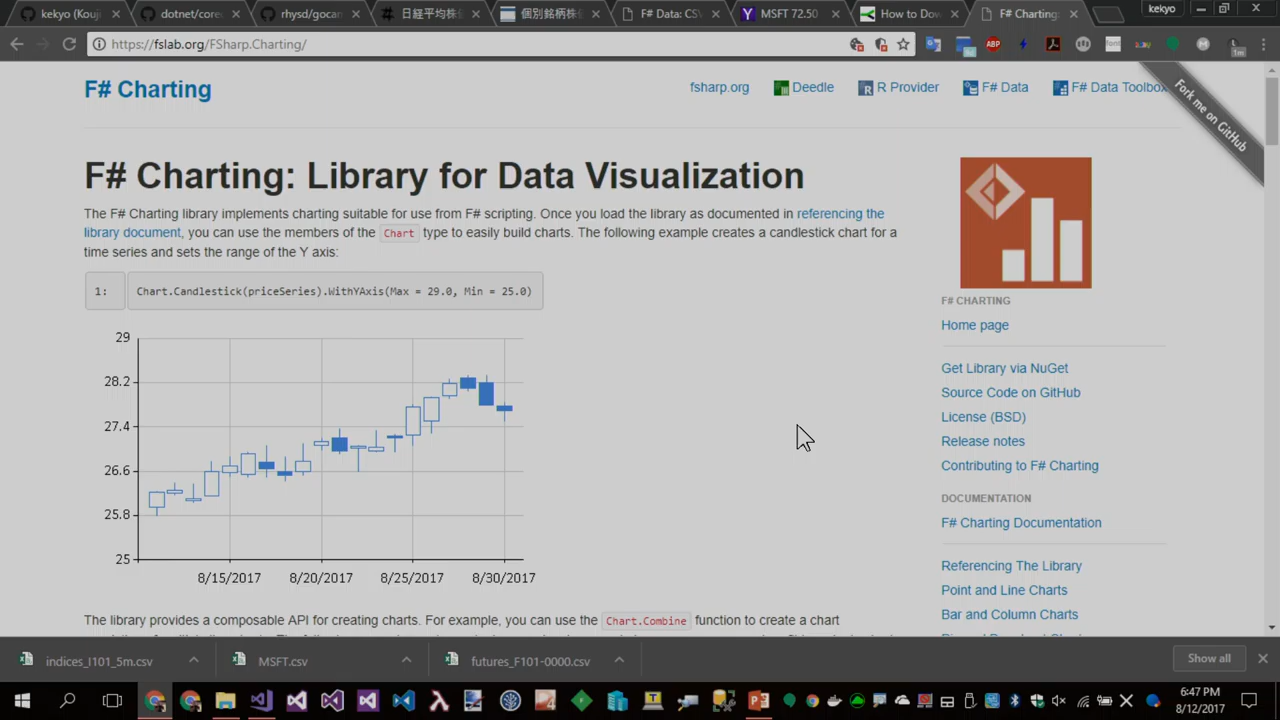 kekyo (Kouj
dotnet/core
rhysd/gocan
日経平均株価
個別銘柄株価
F# Data: CSV
MSFT 72.50
How to Dow
F# Charting:
kekyo
https://fslab.org/FSharp.Charting/
F# Charting
fsharp.org
Deedle
R Provider
F# Data
F# Data Toolbox
Fork me on GitHub
F# Charting: Library for Data Visualization
The F# Charting library implements charting suitable for use from F# scripting. Once you load the library as documented in referencing the
library document, you can use the members of the Chart type to easily build charts. The following example creates a candlestick chart for a
time series and sets the range of the Y axis:
1: Chart.Candlestick(priceSeries).WithYAxis(Max = 29.0, Min = 25.0)
29
28.2
27.4
26.6
25.8
25
8/15/2017 8/20/2017 8/25/2017 8/30/2017
The library provides a composable API for creating charts. For example, you can use the Chart.Combine function to create a chart
F# CHARTING
Home page
Get Library via NuGet
Source Code on GitHub
License (BSD)
Release notes
Contributing to F# Charting
DOCUMENTATION
F# Charting Documentation
Referencing The Library
Point and Line Charts
Bar and Column Charts
indices_I101_5m.csv
MSFT.csv
futures_F101-0000.csv
Show all
6:47 PM
8/12/2017